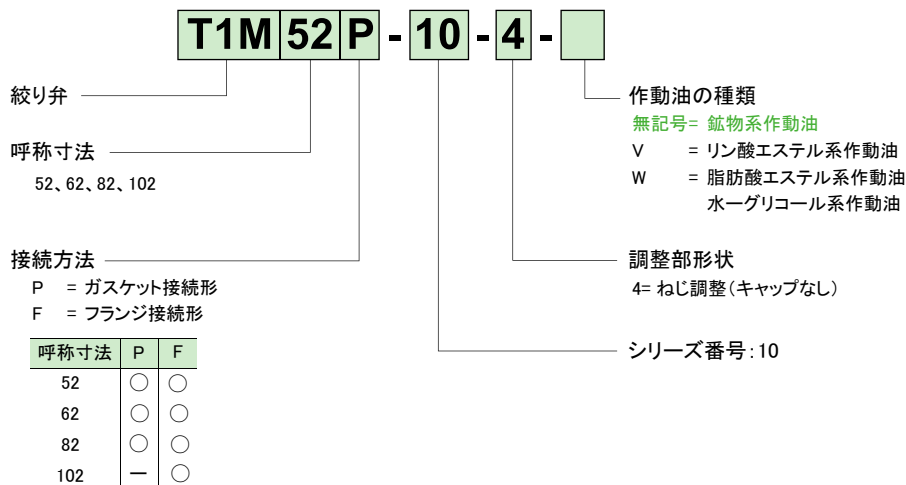 T1M 52 P - 10 - 4 -
絞り弁
呼称寸法
52、62、82、102
接続方法
P = ガスケット接続形
F = フランジ接続形
呼称寸法 P F
52 ○ ○
62 ○ ○
82 ○ ○
102 － ○
作動油の種類
無記号= 鉱物系作動油
V = リン酸エステル系作動油
W = 脂肪酸エステル系作動油
水ーグリコール系作動油
調整部形状
4= ねじ調整(キャップなし)
シリーズ番号:10